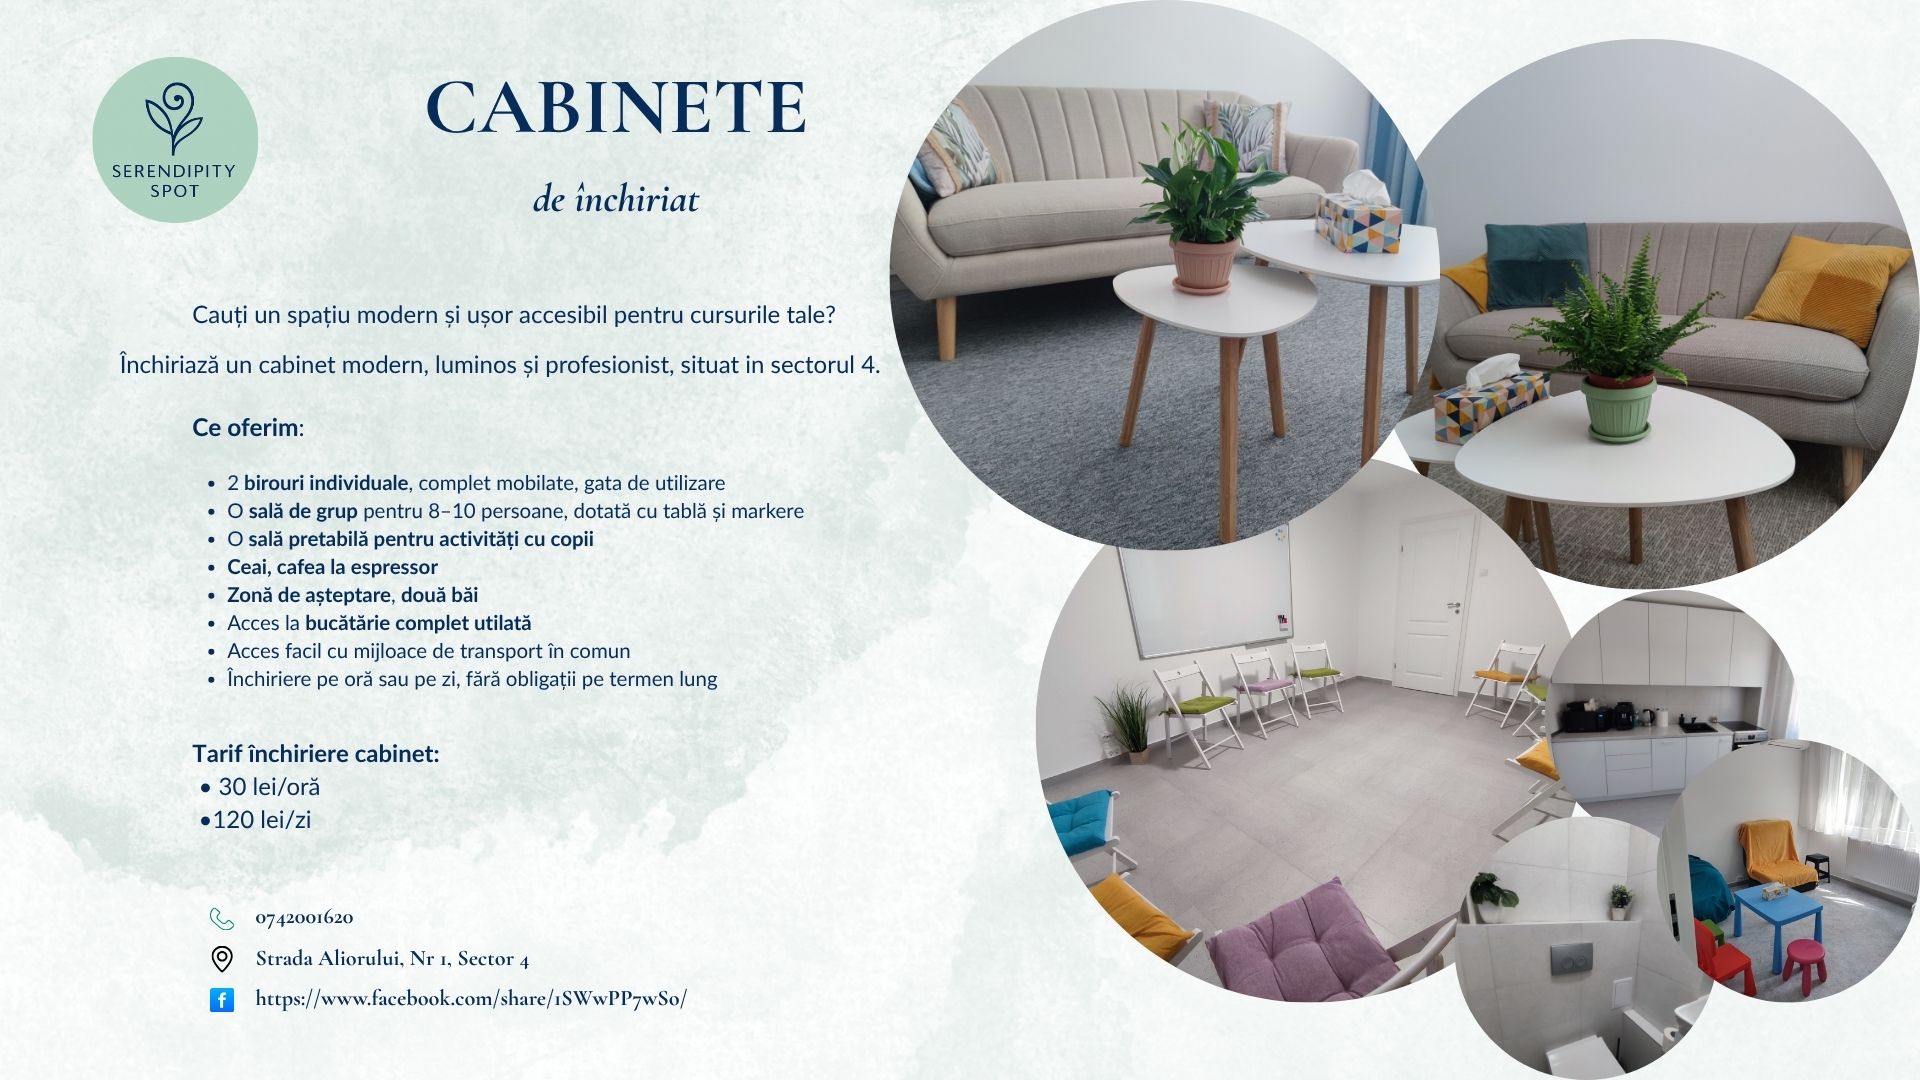 SERENDIPITY
SPOT
CABINETE
de închiriat
Cauți un spațiu modern și ușor accesibil pentru cursurile tale?
Închiriază un cabinet modern, luminos și profesionist, situat in sectorul 4.
Ce oferim:
• 2 birouri individuale, complet mobilate, gata de utilizare
• O sală de grup pentru 8–10 persoane, dotată cu tablă și markere
• O sală pretabilă pentru activități cu copii
• Ceai, cafea la espressor
• Zonă de așteptare, două băi
• Acces la bucătărie complet utilată
• Acces facil cu mijloace de transport în comun
• Închiriere pe oră sau pe zi, fără obligații pe termen lung
Tarif închiriere cabinet:
• 30 lei/oră
•120 lei/zi
0742001620
Strada Aliorului, Nr 1, Sector 4
https://www.facebook.com/share/1SWwPP7wSo/